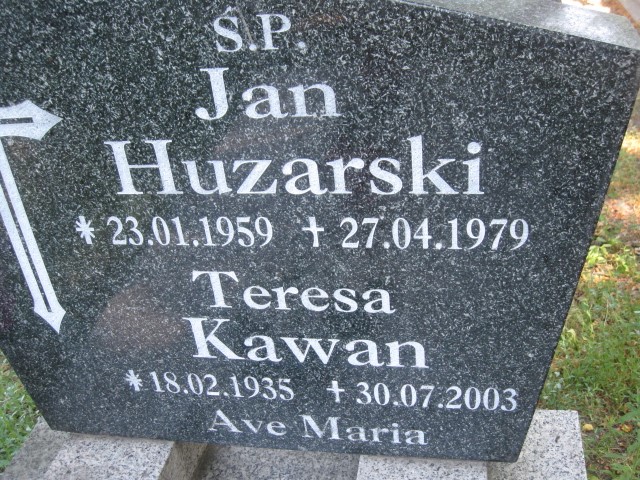 Ś.P.
Jan
Huzarski
* 23.01.1959 † 27.04.1979
Teresa
Kawan
* 18.02.1935 † 30.07.2003
Ave Maria